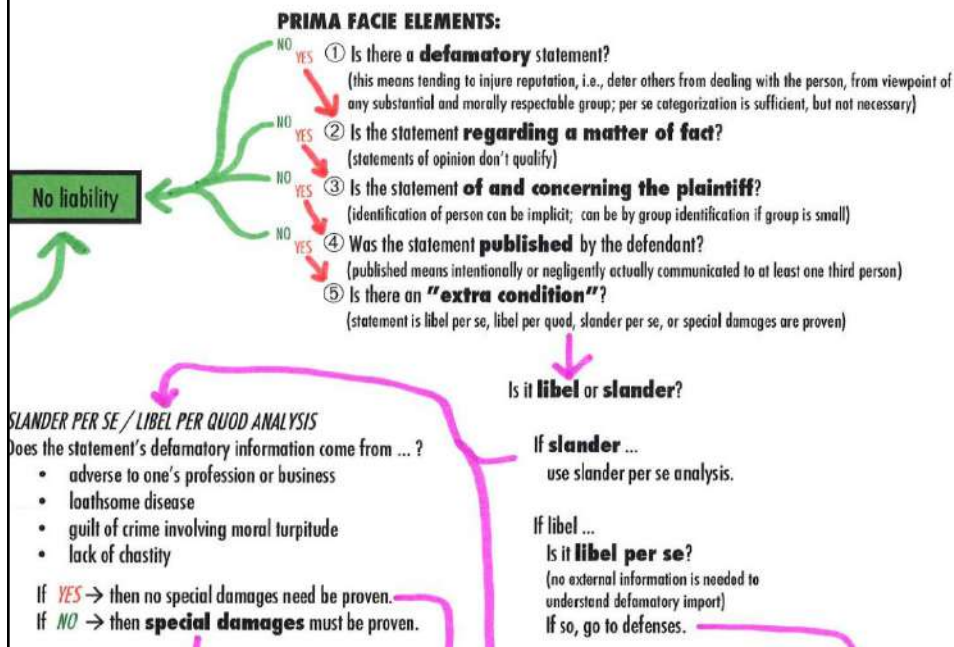 PRIMA FACIE ELEMENTS:
NO YES ① Is there a defamatory statement?
(this means tending to injure reputation, i.e., deter others from dealing with the person, from viewpoint of
any substantial and morally respectable group; per se categorization is sufficient, but not necessary)
NO YES ② Is the statement regarding a matter of fact?
(statements of opinion don't qualify)
NO YES ③ Is the statement of and concerning the plaintiff?
(identification of person can be implicit; can be by group identification if group is small)
NO YES ④ Was the statement published by the defendant?
(published means intentionally or negligently actually communicated to at least one third person)
⑤ Is there an "extra condition"?
(statement is libel per se, libel per quod, slander per se, or special damages are proven)
No liability
Is it libel or slander?
SLANDER PER SE / LIBEL PER QUOD ANALYSIS
Does the statement's defamatory information come from ... ?
• adverse to one's profession or business
• loathsome disease
• guilt of crime involving moral turpitude
• lack of chastity
If YES → then no special damages need be proven.
If NO → then special damages must be proven.
If slander ...
use slander per se analysis.
If libel ...
Is it libel per se?
(no external information is needed to
understand defamatory import)
If so, go to defenses.